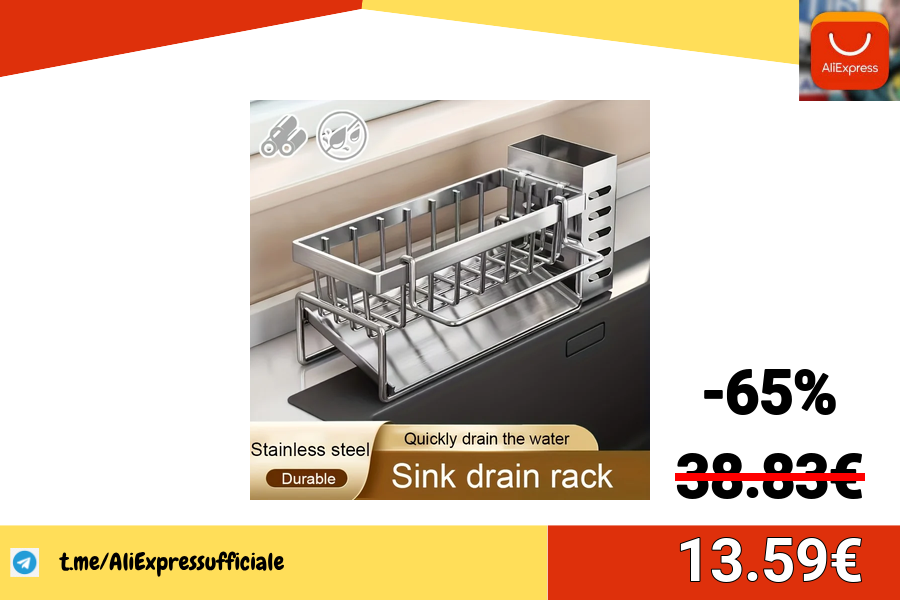 AliExpress
Stainless steel
Durable
Quickly drain the water
Sink drain rack
-65%
38.83€
13.59€
t.me/AliExpressufficiale